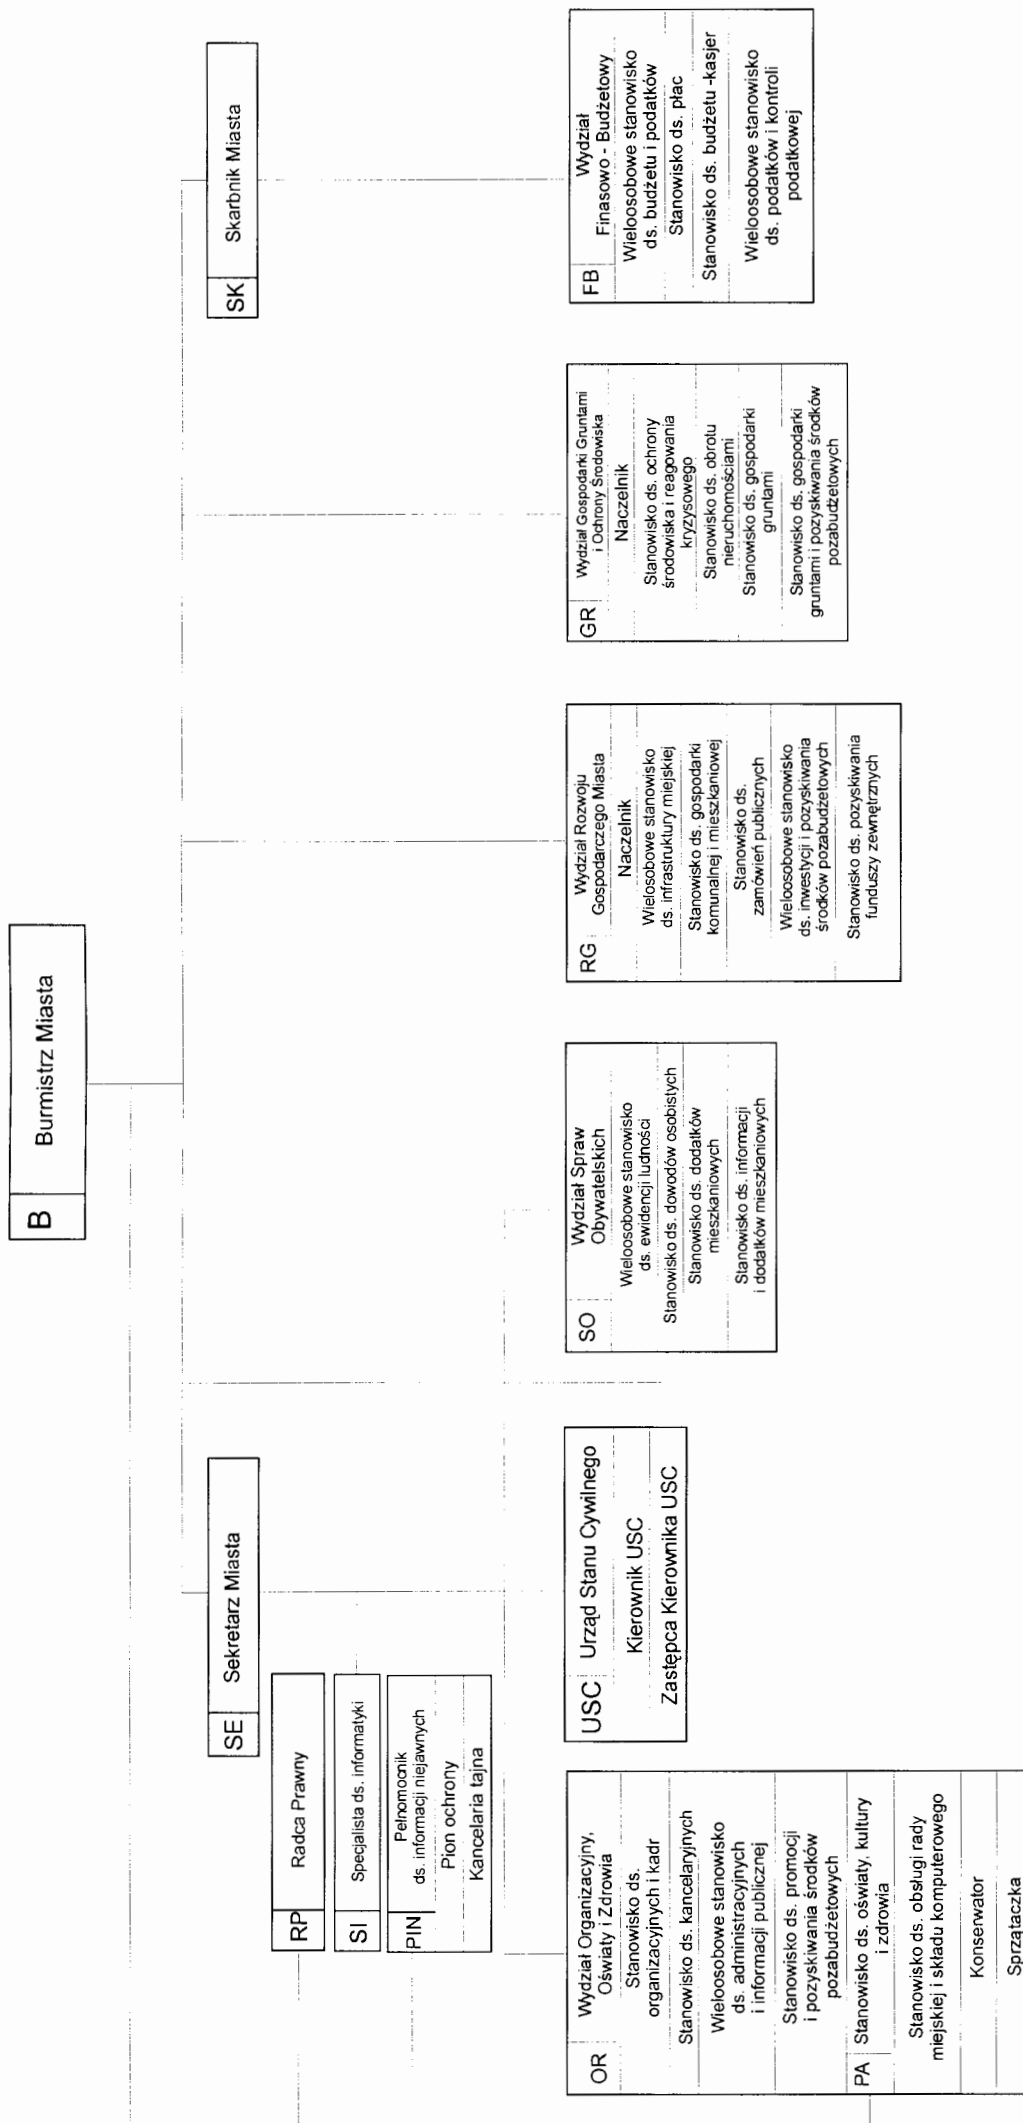 B
Burmistrz Miasta
SE
Sekretarz Miasta
SK
Skarbnik Miasta
RP
Radca Prawny
SI
Specjalista ds. informatyki
PIN
Pełnomocnik
ds. informacji niejawnych
Pion ochrony
Kancelaria tajna
OR
Wydział Organizacyjny,
Oświaty i Zdrowia
Stanowisko ds.
organizacyjnych i kadr
Stanowisko ds. kancelaryjnych
Wieloosobowe stanowisko
ds. administracyjnych
i informacji publicznej
Stanowisko ds. promocji
i pozyskiwania środków
pozabudżetowych
PA
Stanowisko ds. oświaty, kultury
i zdrowia
Stanowisko ds. obsługi rady
miejskiej i składu komputerowego
Konserwator
Sprzątaczka
USC
Urząd Stanu Cywilnego
Kierownik USC
Zastępca Kierownika USC
SO
Wydział Spraw
Obywatelskich
Wieloosobowe stanowisko
ds. ewidencji ludności
Stanowisko ds. dowodów osobistych
Stanowisko ds. dodatków
mieszkaniowych
Stanowisko ds. informacji
i dodatków mieszkaniowych
RG
Wydział Rozwoju
Gospodarczego Miasta
Naczelnik
Wielosobowe stanowisko
ds. infrastruktury miejskiej
Stanowisko ds. gospodarki
komunalnej i mieszkaniowej
Stanowisko ds.
zamówień publicznych
Wieloosobowe stanowisko
ds. inwestycji i pozyskiwania
środków pozabudżetowych
Stanowisko ds. pozyskiwania
funduszy zewnętrznych
GR
Wydział Gospodarki Gruntami
i Ochrony Środowiska
Naczelnik
Stanowisko ds. ochrony
środowiska i reagowania
kryzysowego
Stanowisko ds. obrotu
nieruchomościami
Stanowisko ds. gospodarki
gruntami
Stanowisko ds. gospodarki
gruntami i pozyskiwania środków
pozabudżetowych
FB
Wydział
Finasowo - Budżetowy
Wieloosobowe stanowisko
ds. budżetu i podatków
Stanowisko ds. płac
Stanowisko ds. budżetu -kasjer
Wieloosobowe stanowisko
ds. podatków i kontroli
podatkowej